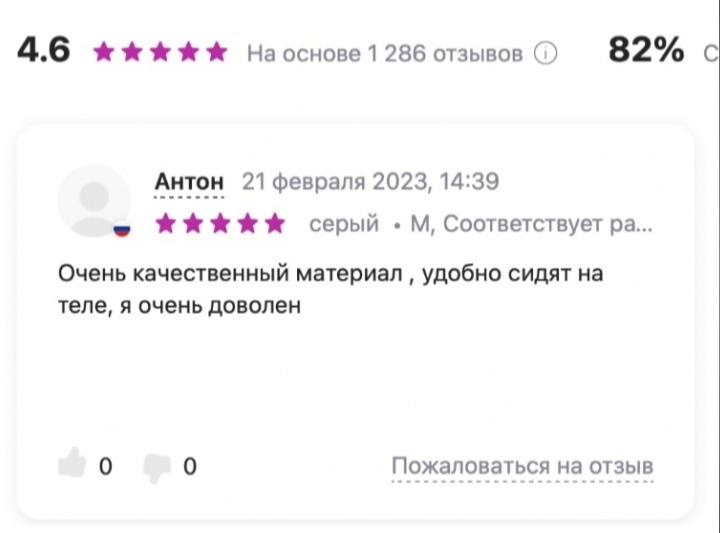 4.6 На основе 1 286 отзывов 82% С
Антон 21 февраля 2023, 14:39
серый • М, Соответствует ра...
Очень качественный материал , удобно сидят на
теле, я очень доволен
0 0 Пожаловаться на отзыв